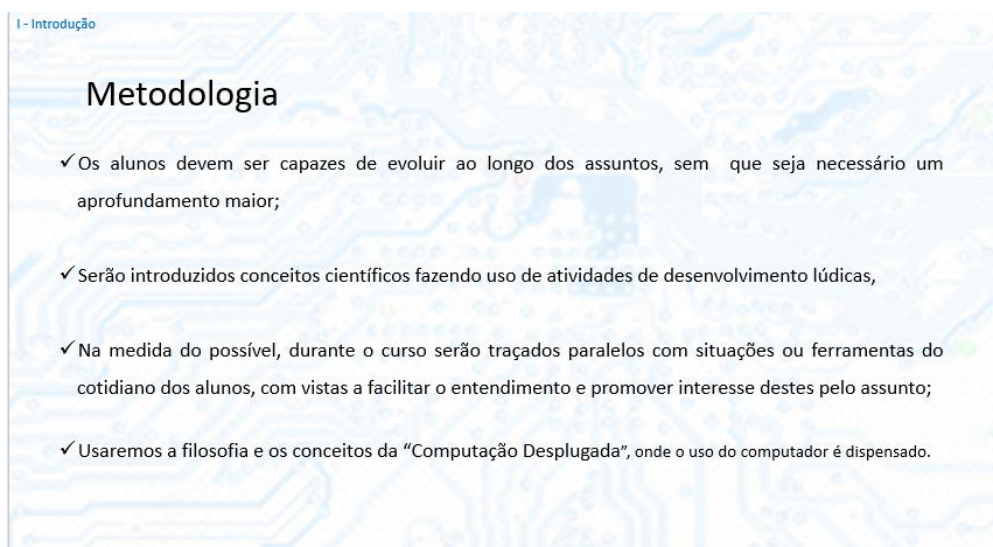 I - Introdução
Metodologia
✓Os alunos devem ser capazes de evoluir ao longo dos assuntos, sem que seja necessário um
aprofundamento maior;
✓Serão introduzidos conceitos científicos fazendo uso de atividades de desenvolvimento lúdicas,
✓Na medida do possível, durante o curso serão traçados paralelos com situações ou ferramentas do
cotidiano dos alunos, com vistas a facilitar o entendimento e promover interesse destes pelo assunto;
✓Usaremos a filosofia e os conceitos da “Computação Desplugada”, onde o uso do computador é dispensado.